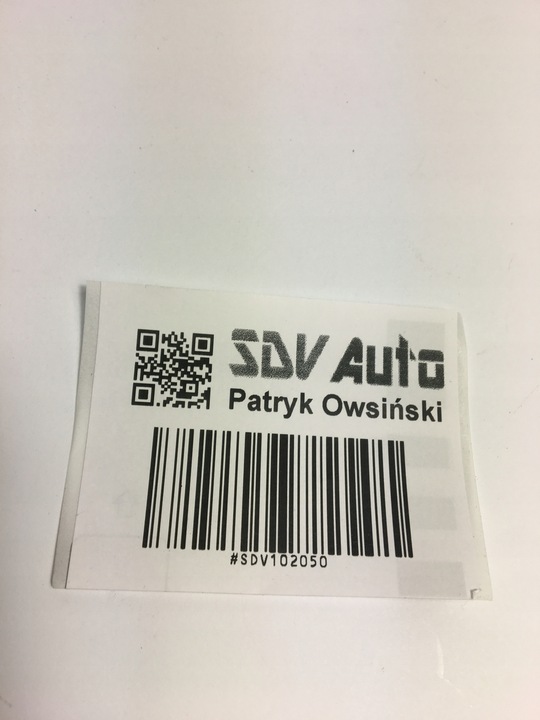 SDV Auto
Patryk Owsiński
#SDV102050